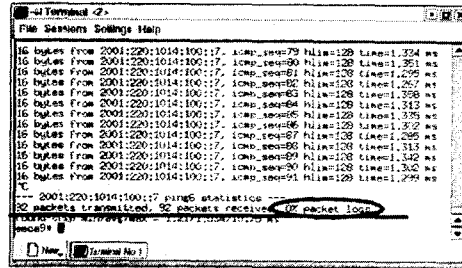 Terminal <2>
File Sessions Settings Help
16 bytes from 2001:220:1014:100::7, icmp_seq=79 hlim=128 time=1.334 ms
16 bytes from 2001:220:1014:100::7, icmp_seq=80 hlim=128 time=1.351 ms
16 bytes from 2001:220:1014:100::7, icmp_seq=81 hlim=128 time=1.295 ms
16 bytes from 2001:220:1014:100::7, icmp_seq=82 hlim=128 time=1.267 ms
16 bytes from 2001:220:1014:100::7, icmp_seq=83 hlim=128 time=1.358 ms
16 bytes from 2001:220:1014:100::7, icmp_seq=84 hlim=128 time=1.313 ms
16 bytes from 2001:220:1014:100::7, icmp_seq=85 hlim=128 time=1.335 ms
16 bytes from 2001:220:1014:100::7, icmp_seq=86 hlim=128 ms
16 bytes from 2001:220:1014:100::7, icmp_seq=87 hlim=128 ms
16 bytes from 2001:220:1014:100::7, icmp_seq=88 hlim=128 time=1.313 ms
16 bytes from 2001:220:1014:100::7, icmp_seq=89 hlim=128 time=1.342 ms
16 bytes from 2001:220:1014:100::7, icmp_seq=90 hlim=128 time=1.302 ms
16 bytes from 2001:220:1014:100::7, icmp_seq=91 hlim=128 time=1.299 ms
^C
--- 2001:220:1014:100::7 ping6 statistics ---
92 packets transmitted, 92 packets received, 0% packet loss
round-trip min/avg/max = ms
New Terminal No 1